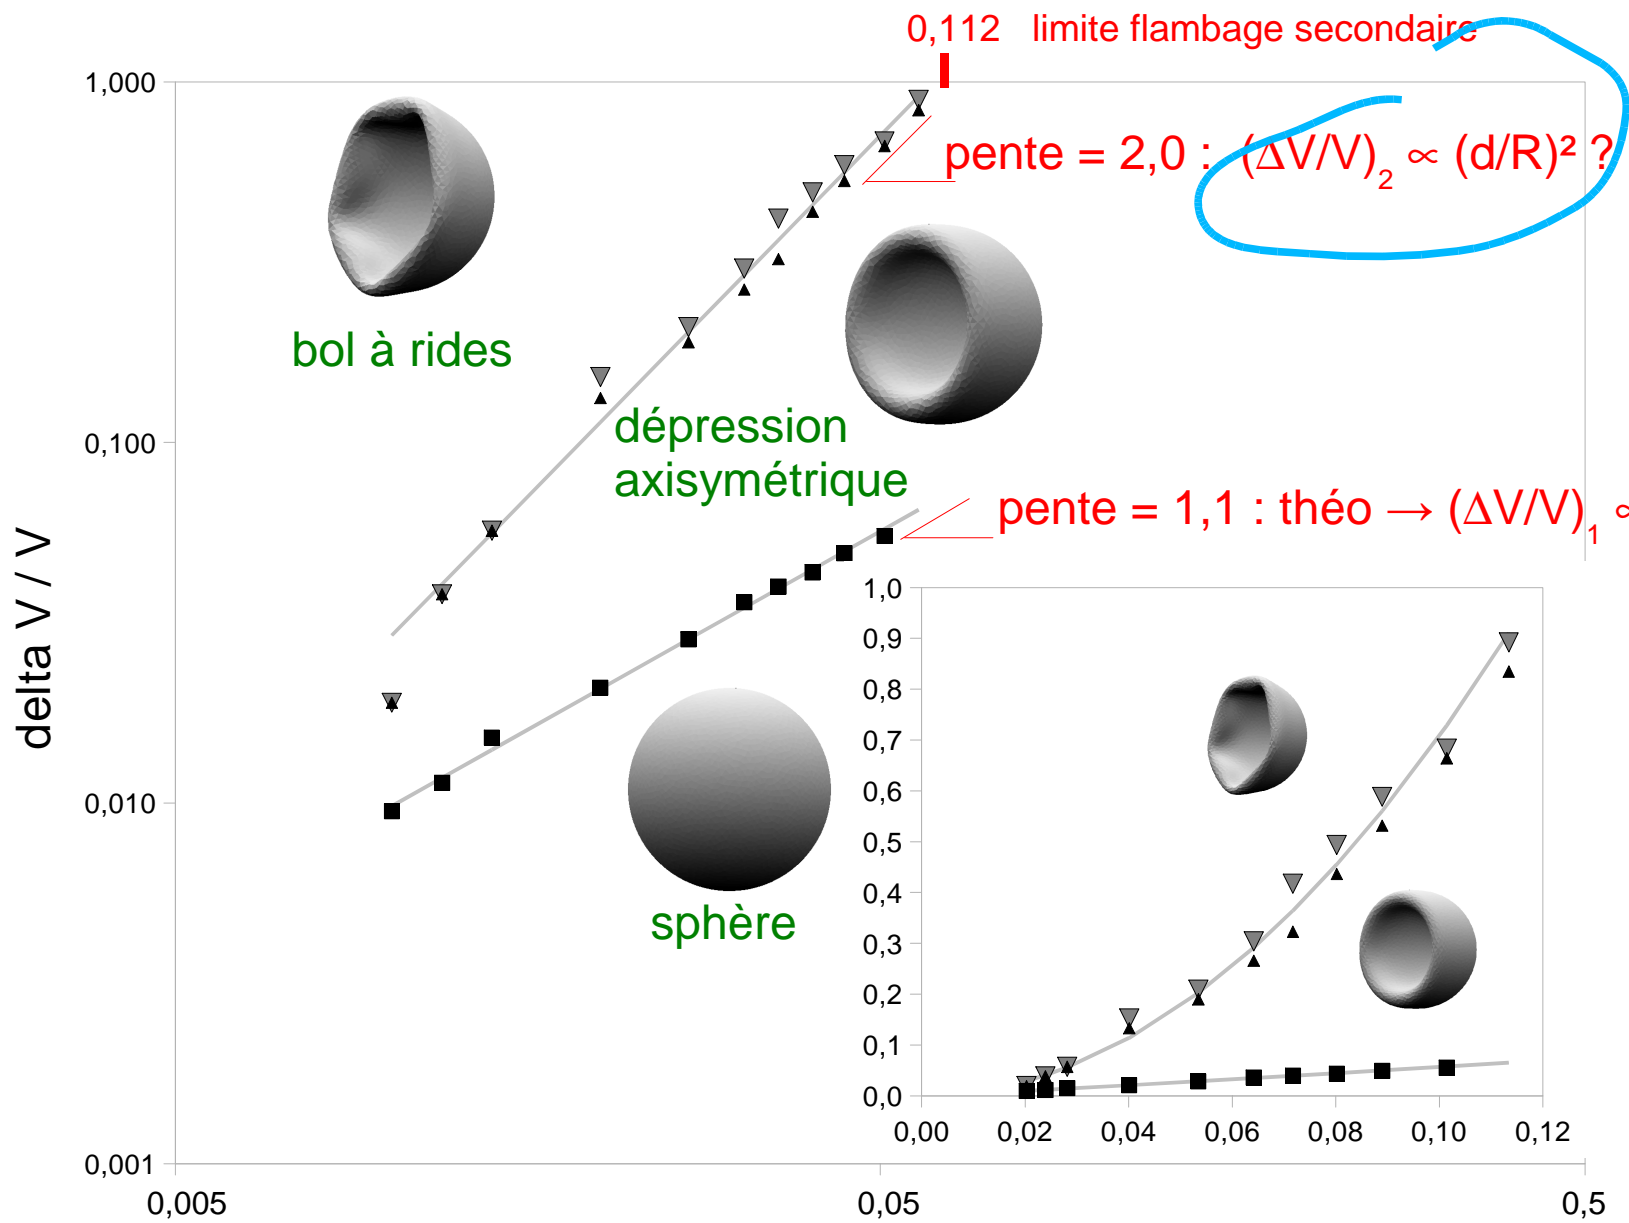 0,112 limite flambage secondaire
1,000
pente = 2,0 : (ΔV/V)₂ ∝ (d/R)² ?
bol à rides
dépression
axisymétrique
0,100
pente = 1,1 : théo → (ΔV/V)₁ ∝
delta V / V
sphère
0,010
0,001
0,005
0,05
0,5
1,0
0,9
0,8
0,7
0,6
0,5
0,4
0,3
0,2
0,1
0,0
0,00 0,02 0,04 0,06 0,08 0,10 0,12